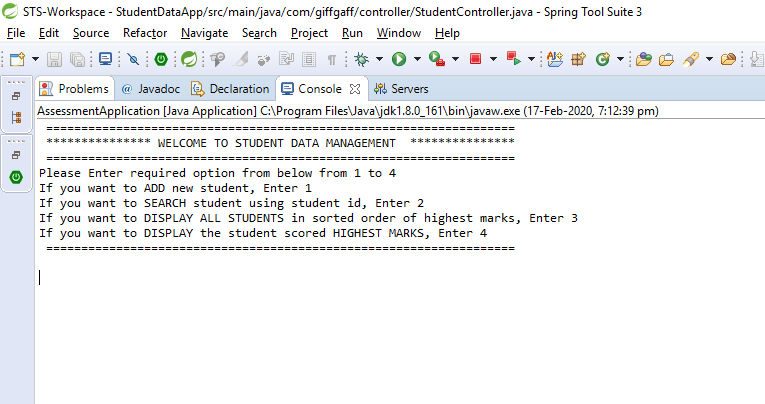 STS-Workspace - StudentDataApp/src/main/java/com/giffgaff/controller/StudentController.java - Spring Tool Suite 3
File Edit Source Refactor Navigate Search Project Run Window Help
Problems @ Javadoc Declaration Console Servers
AssessmentApplication [Java Application] C:\Program Files\Java\jdk1.8.0_161\bin\javaw.exe (17-Feb-2020, 7:12:39 pm)
===================================================================
*************** WELCOME TO STUDENT DATA MANAGEMENT ***************
===================================================================
Please Enter required option from below from 1 to 4
If you want to ADD new student, Enter 1
If you want to SEARCH student using student id, Enter 2
If you want to DISPLAY ALL STUDENTS in sorted order of highest marks, Enter 3
If you want to DISPLAY the student scored HIGHEST MARKS, Enter 4
===================================================================